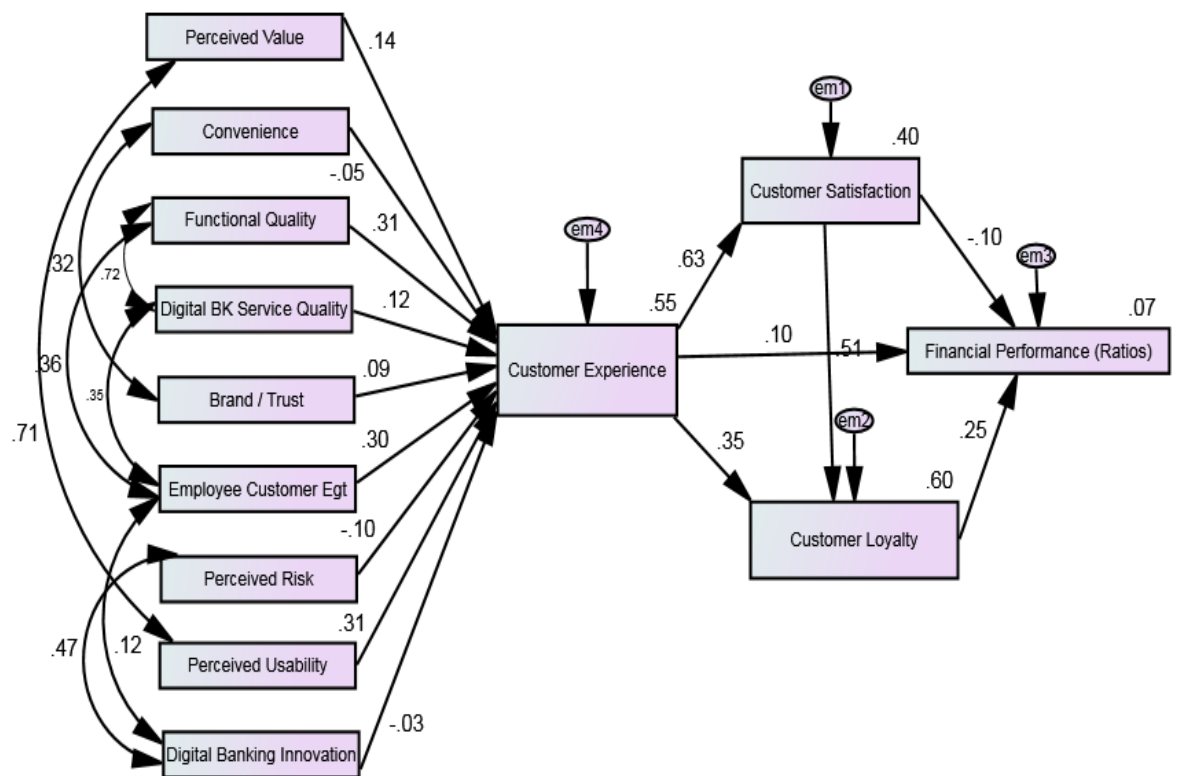 Perceived Value
.14
Convenience
-.05
Functional Quality
.31
.32
.72
Digital BK Service Quality
.12
.36
.35
Brand / Trust
.09
.71
Employee Customer Egt
.30
-.10
Perceived Risk
.31
.47
.12
Perceived Usability
-.03
Digital Banking Innovation
em4
.55
Customer Experience
.63
.10
.35
em1
.40
Customer Satisfaction
-.10
.51
em3
.07
Financial Performance (Ratios)
em2
.25
.60
Customer Loyalty